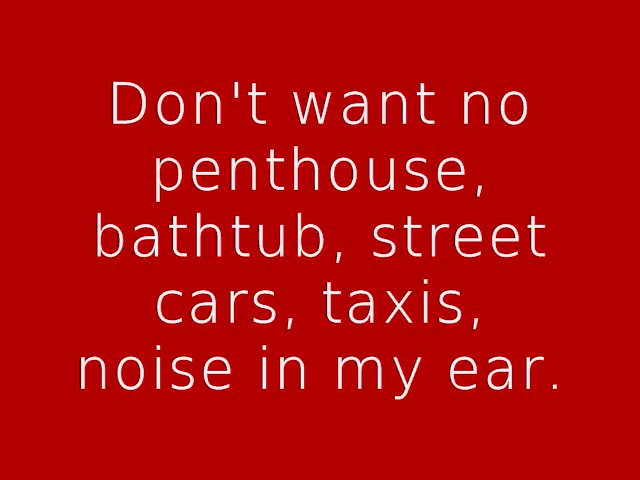 Don't want no
penthouse,
bathtub, street
cars, taxis,
noise in my ear.